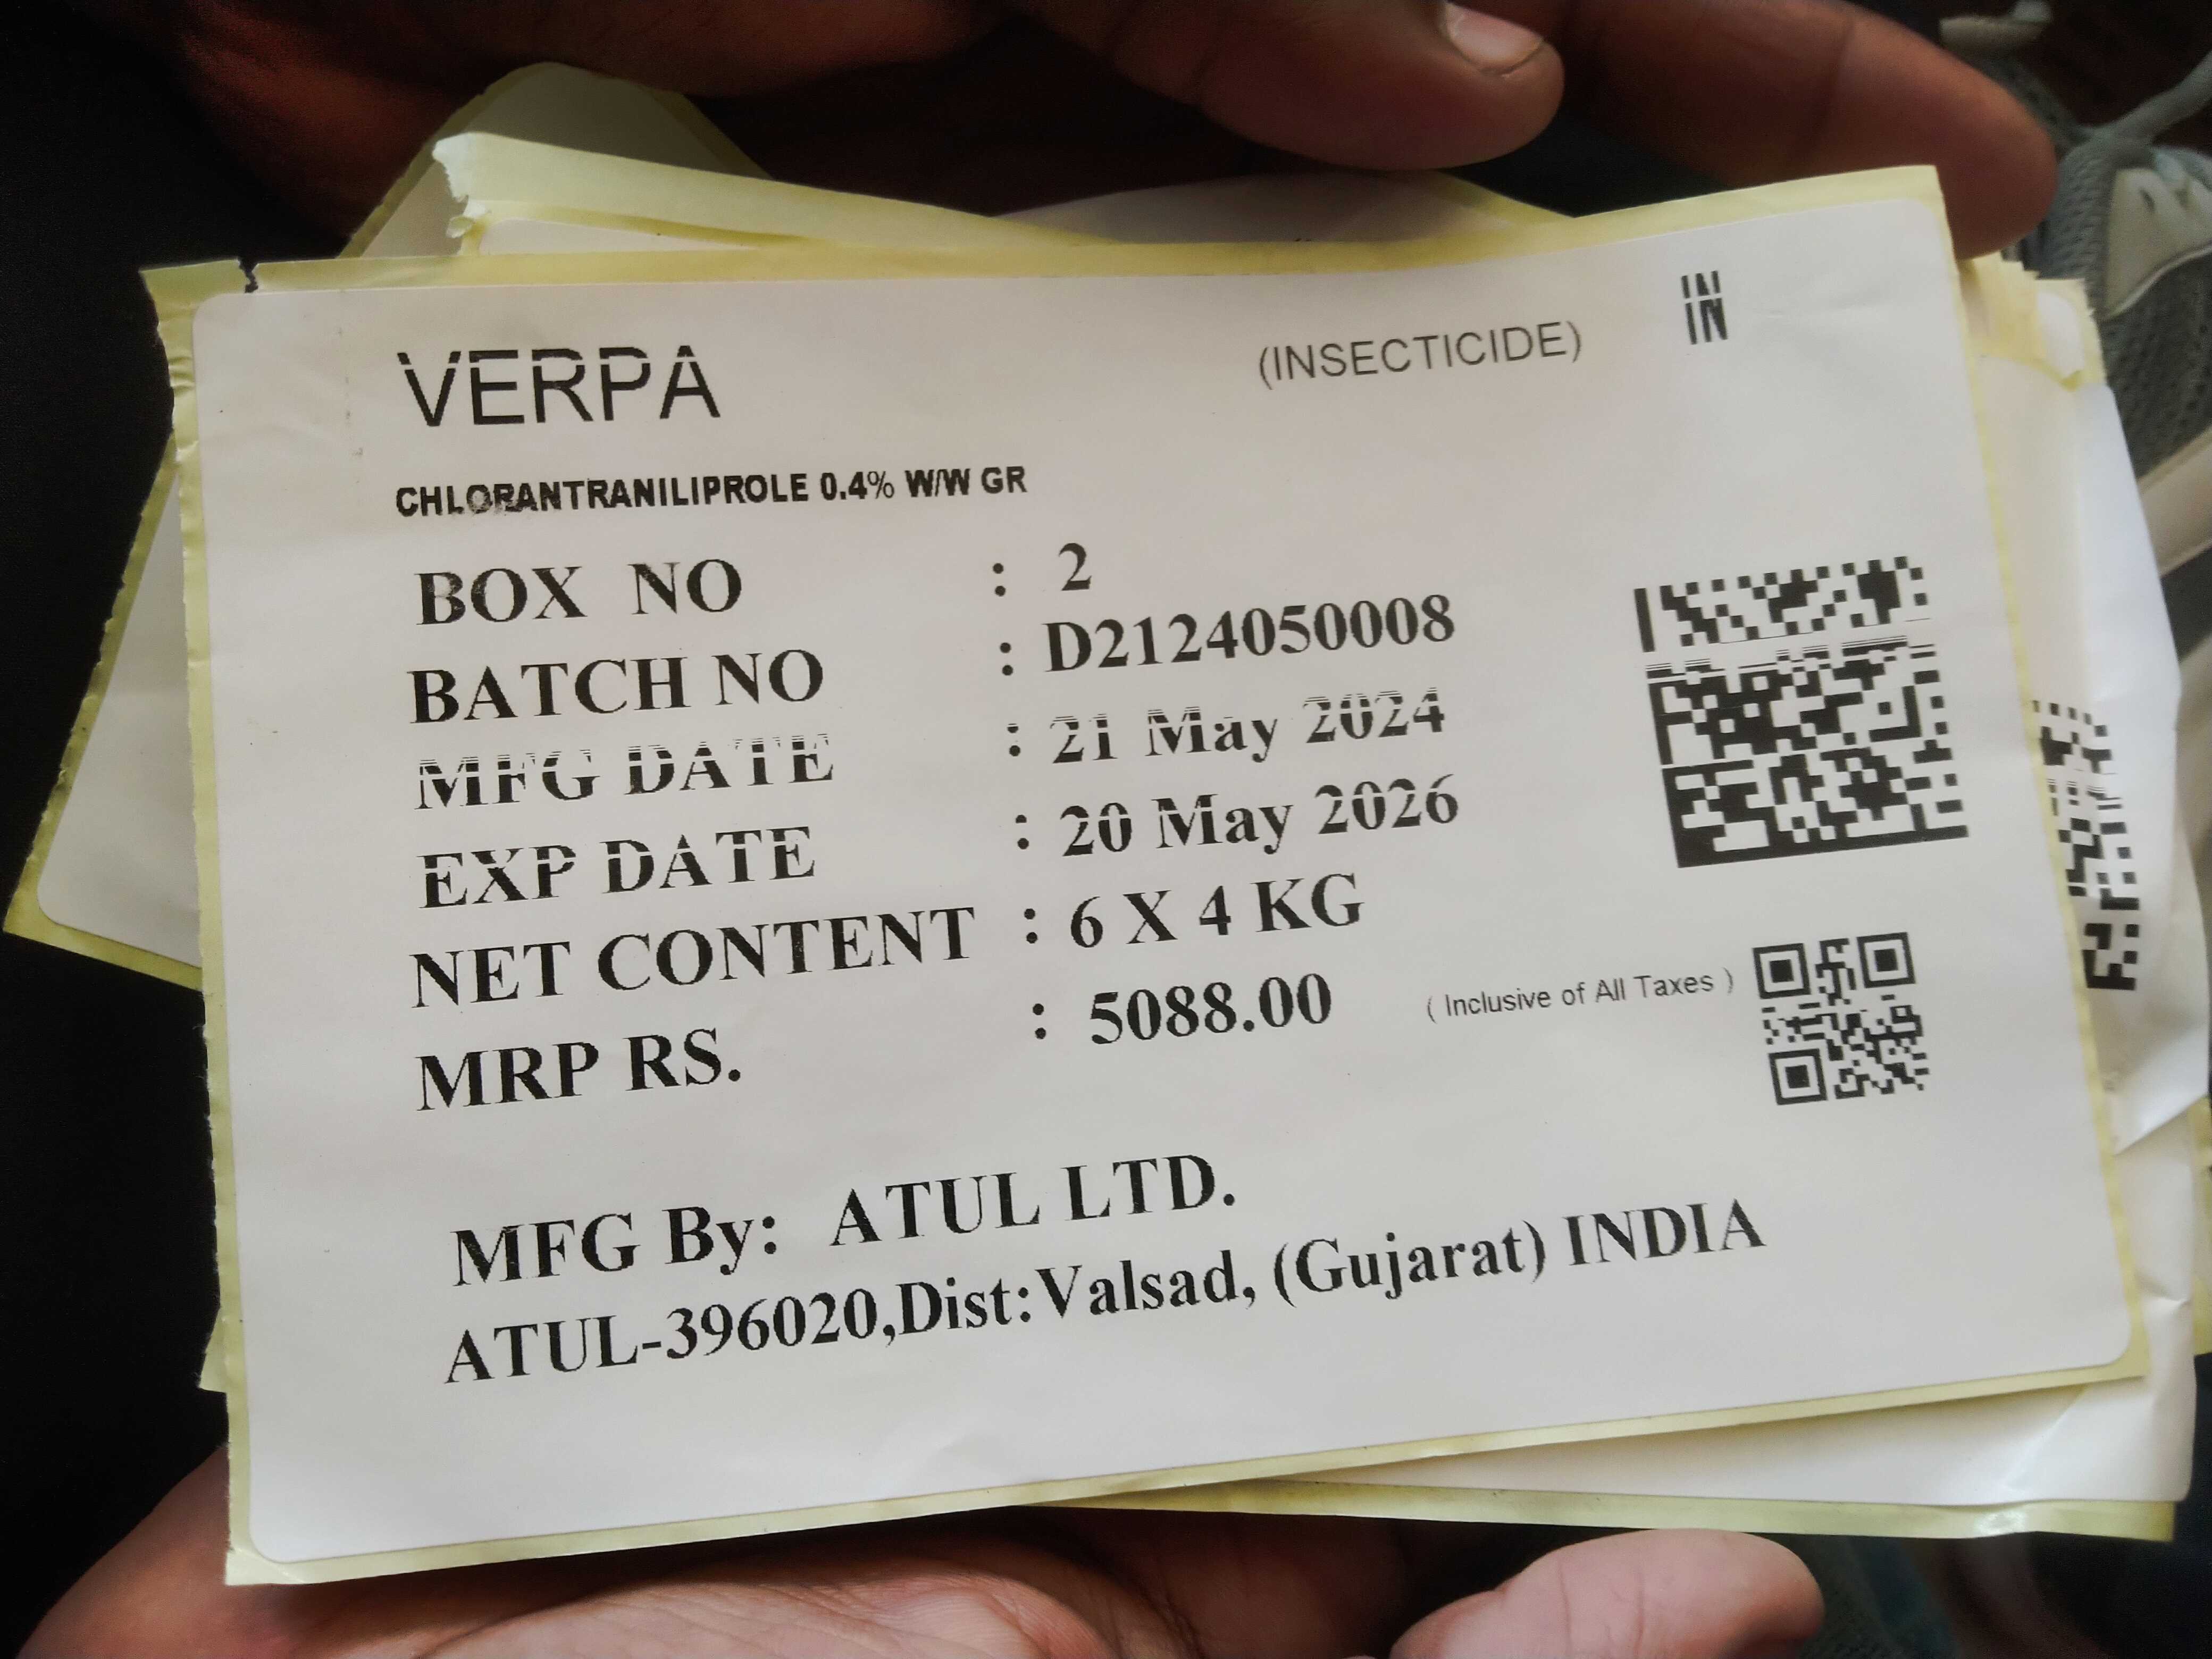 VERPA (INSECTICIDE) IN
CHLORANTRANILIPROLE 0.4% W/W GR
BOX NO : 2
BATCH NO : D2124050008
MFG DATE : 21 May 2024
EXP DATE : 20 May 2026
NET CONTENT : 6 X 4 KG
MRP RS. : 5088.00 ( Inclusive of All Taxes )
MFG By: ATUL LTD.
ATUL-396020,Dist:Valsad, (Gujarat) INDIA